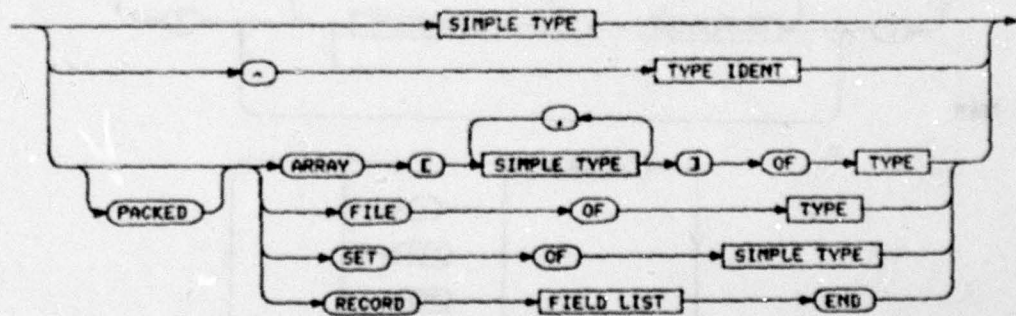 SIMPLE TYPE
^ TYPE IDENT
,
ARRAY [ SIMPLE TYPE ] OF TYPE
PACKED
FILE OF TYPE
SET OF SIMPLE TYPE
RECORD FIELD LIST END